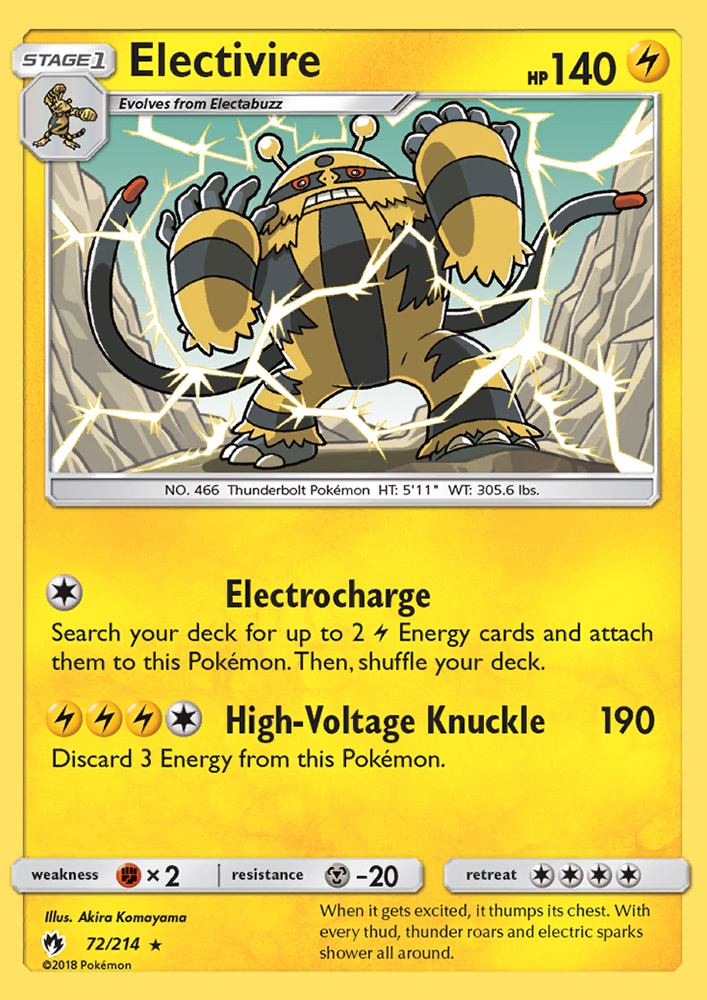 STAGE1
Electivire
HP140
Evolves from Electabuzz
NO. 466 Thunderbolt Pokémon HT: 5'11" WT: 305.6 lbs.
Electrocharge
Search your deck for up to 2 Energy cards and attach
them to this Pokémon. Then, shuffle your deck.
High-Voltage Knuckle 190
Discard 3 Energy from this Pokémon.
weakness ×2 resistance -20 retreat
Illus. Akira Komayama
72/214 ★
©2018 Pokémon
When it gets excited, it thumps its chest. With
every thud, thunder roars and electric sparks
shower all around.